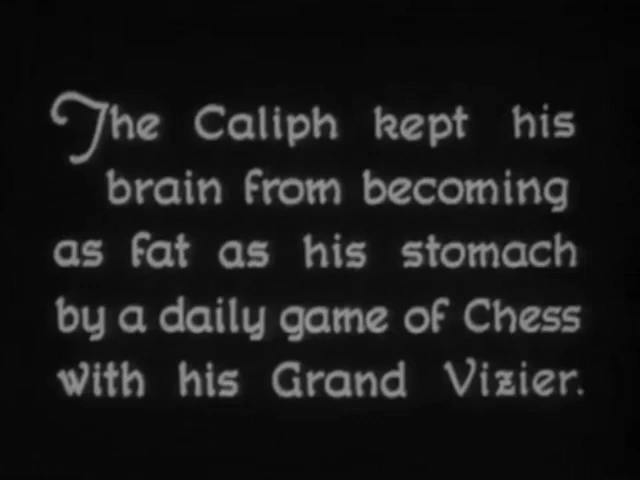 The Caliph kept his
brain from becoming
as fat as his stomach
by a daily game of Chess
with his Grand Vizier.